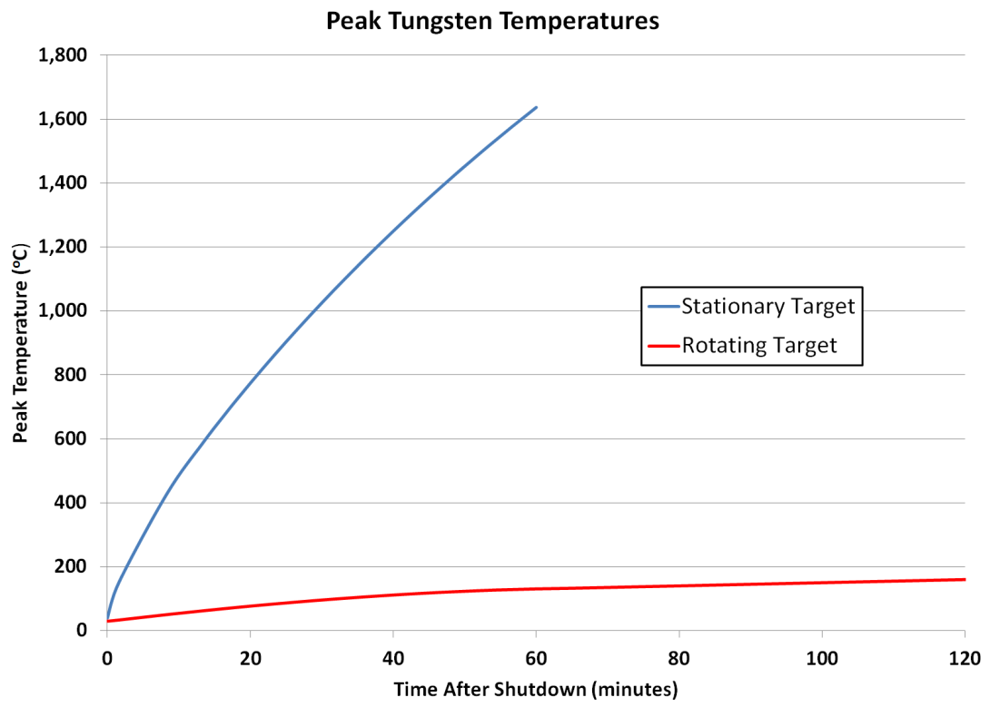 Peak Tungsten Temperatures
1,800
1,600
1,400
1,200
1,000
800
600
400
200
0
Peak Temperature (ºC)
Stationary Target
Rotating Target
0 20 40 60 80 100 120
Time After Shutdown (minutes)